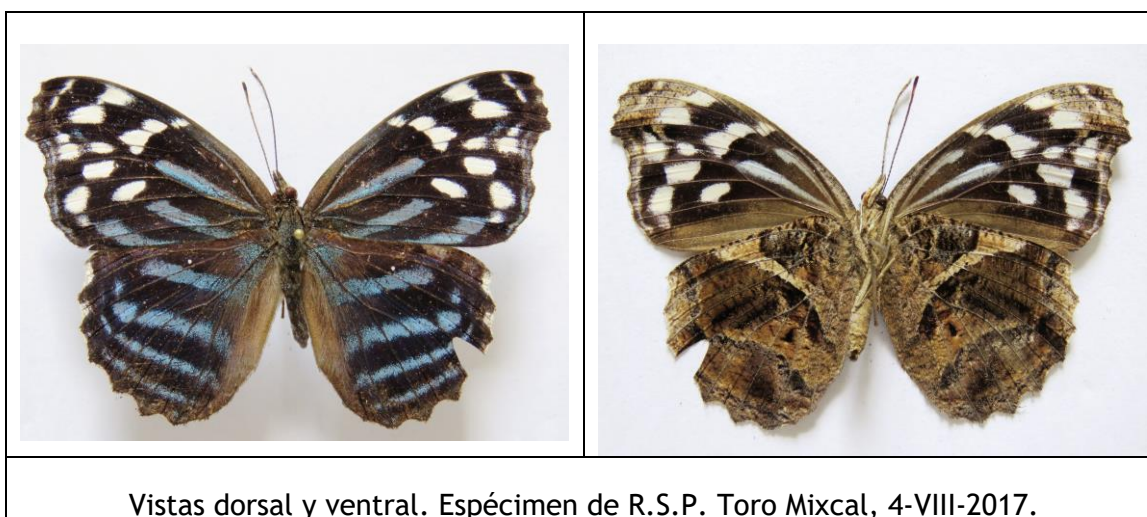 Vistas dorsal y ventral. Espécimen de R.S.P. Toro Mixcal, 4-VIII-2017.